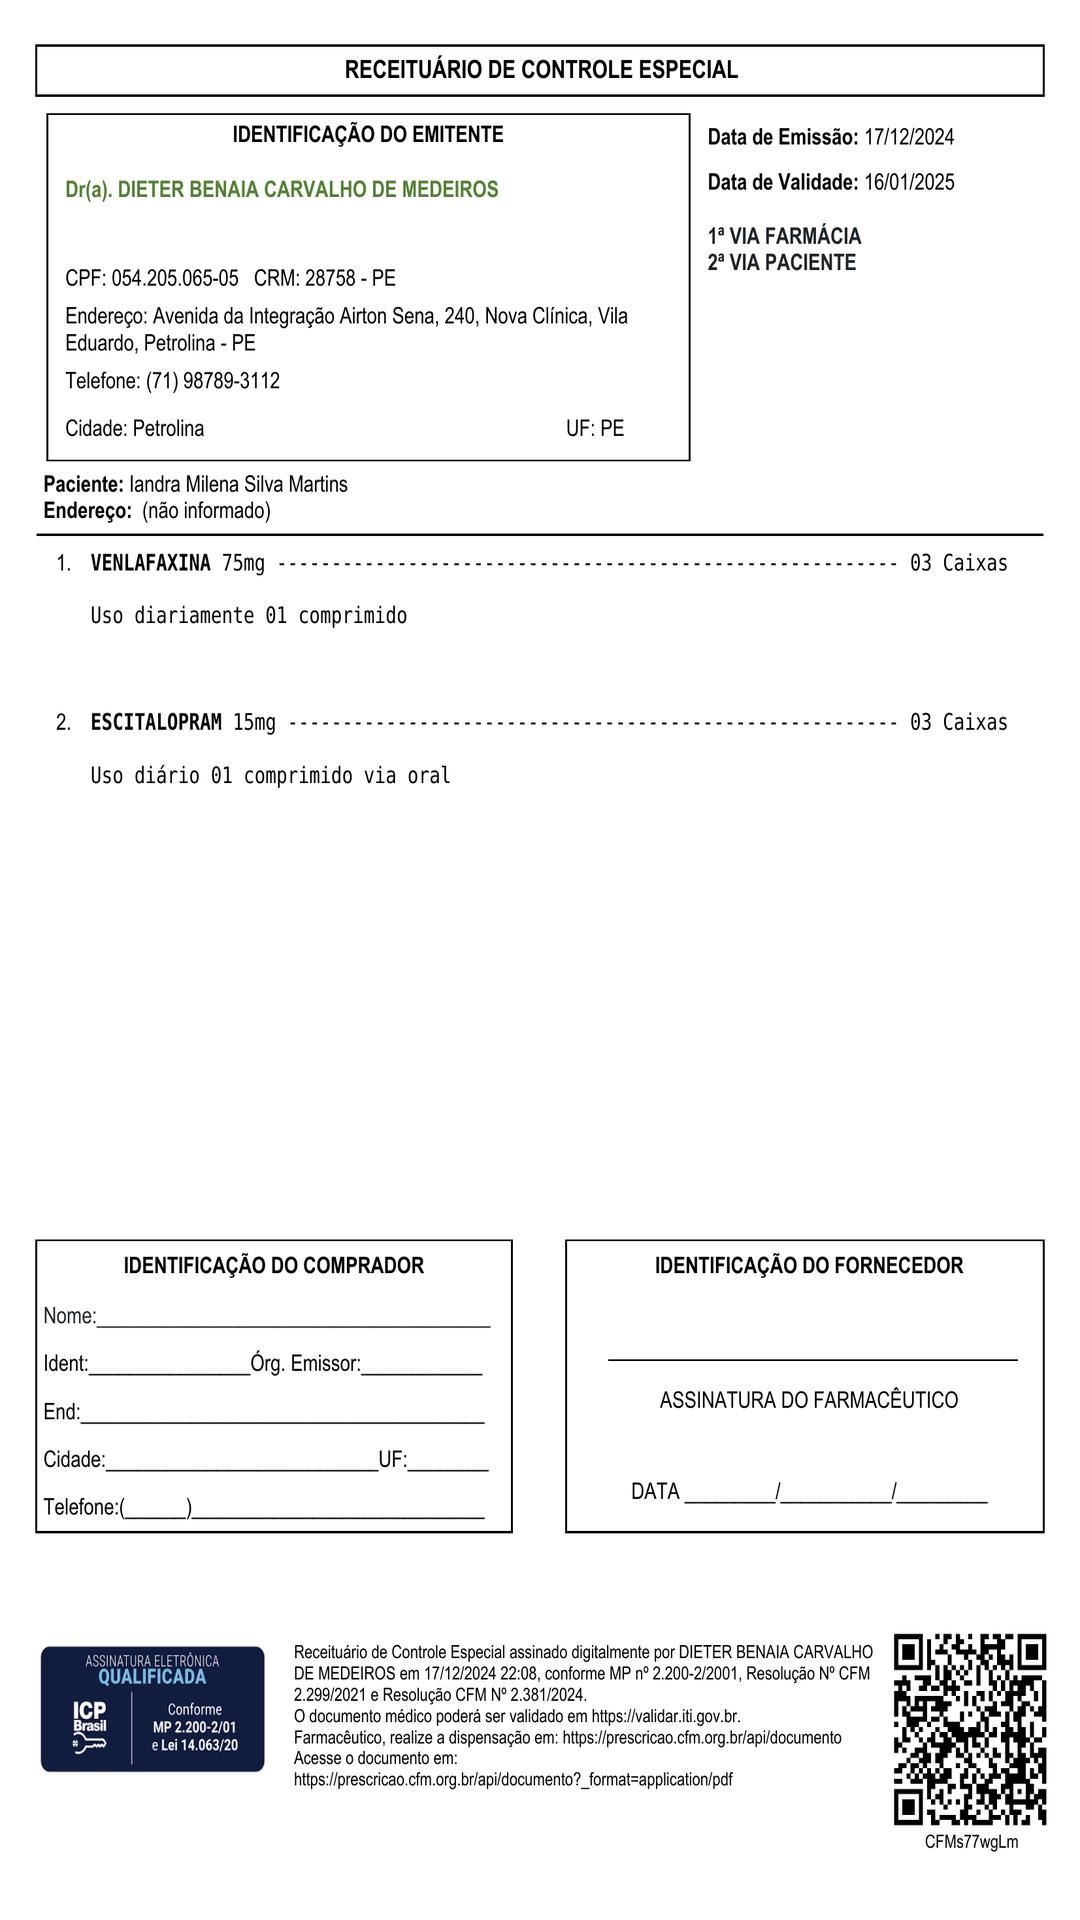 RECEITUÁRIO DE CONTROLE ESPECIAL
IDENTIFICAÇÃO DO EMITENTE
Dr(a). DIETER BENAIA CARVALHO DE MEDEIROS
CPF: 054.205.065-05 CRM: 28758 - PE
Endereço: Avenida da Integração Airton Sena, 240, Nova Clínica, Vila
Eduardo, Petrolina - PE
Telefone: (71) 98789-3112
Cidade: Petrolina UF: PE
Data de Emissão: 17/12/2024
Data de Validade: 16/01/2025
1ª VIA FARMÁCIA
2ª VIA PACIENTE
Paciente: Iandra Milena Silva Martins
Endereço: (não informado)
1. VENLAFAXINA 75mg --------------------------------------------------------- 03 Caixas
Uso diariamente 01 comprimido
2. ESCITALOPRAM 15mg -------------------------------------------------------- 03 Caixas
Uso diário 01 comprimido via oral
IDENTIFICAÇÃO DO COMPRADOR
Nome:_______________________________________
Ident:________________Órg. Emissor:____________
End:________________________________________
Cidade:___________________________UF:________
Telefone:(______)_____________________________
IDENTIFICAÇÃO DO FORNECEDOR
ASSINATURA DO FARMACÊUTICO
DATA _________/___________/_________
ASSINATURA ELETRÔNICA
QUALIFICADA
ICP
Brasil
Conforme
MP 2.200-2/01
e Lei 14.063/20
Receituário de Controle Especial assinado digitalmente por DIETER BENAIA CARVALHO
DE MEDEIROS em 17/12/2024 22:08, conforme MP nº 2.200-2/2001, Resolução Nº CFM
2.299/2021 e Resolução CFM Nº 2.381/2024.
O documento médico poderá ser validado em https://validar.iti.gov.br.
Farmacêutico, realize a dispensação em: https://prescricao.cfm.org.br/api/documento
Acesse o documento em:
https://prescricao.cfm.org.br/api/documento?_format=application/pdf
CFMs77wgLm